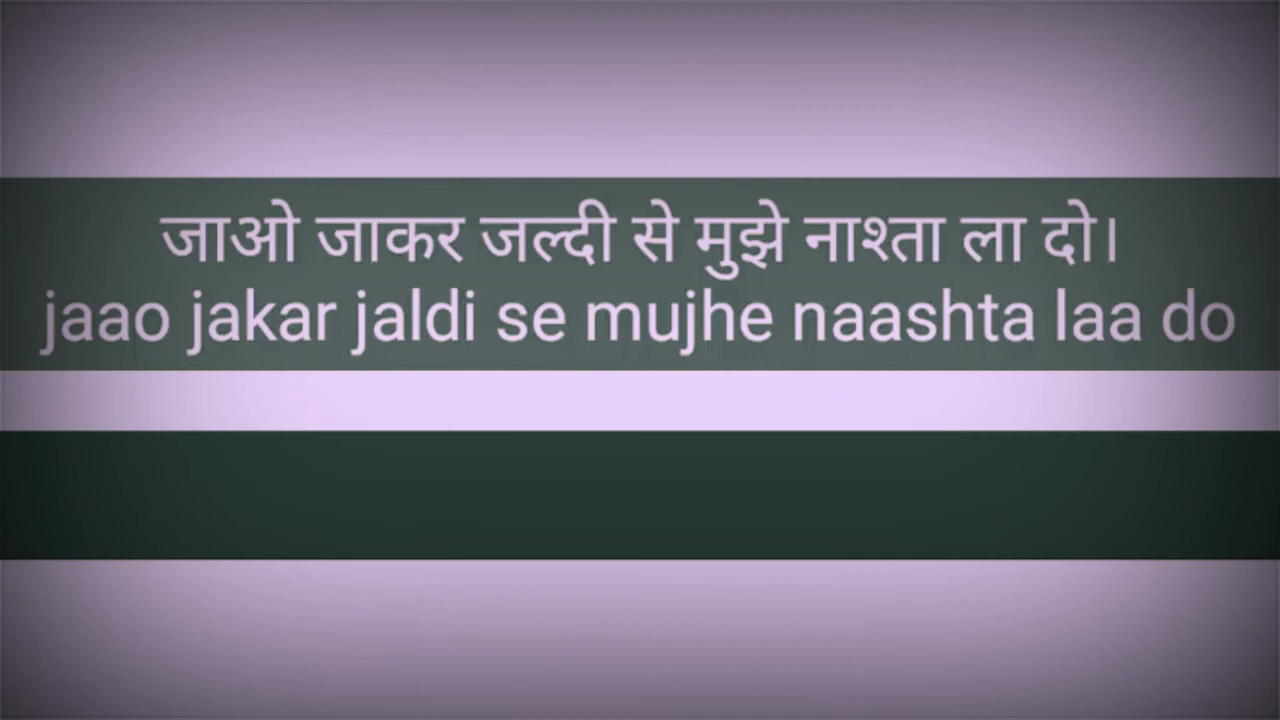 जाओ जाकर जल्दी से मुझे नाश्ता ला दो।
jaao jakar jaldi se mujhe naashta laa do